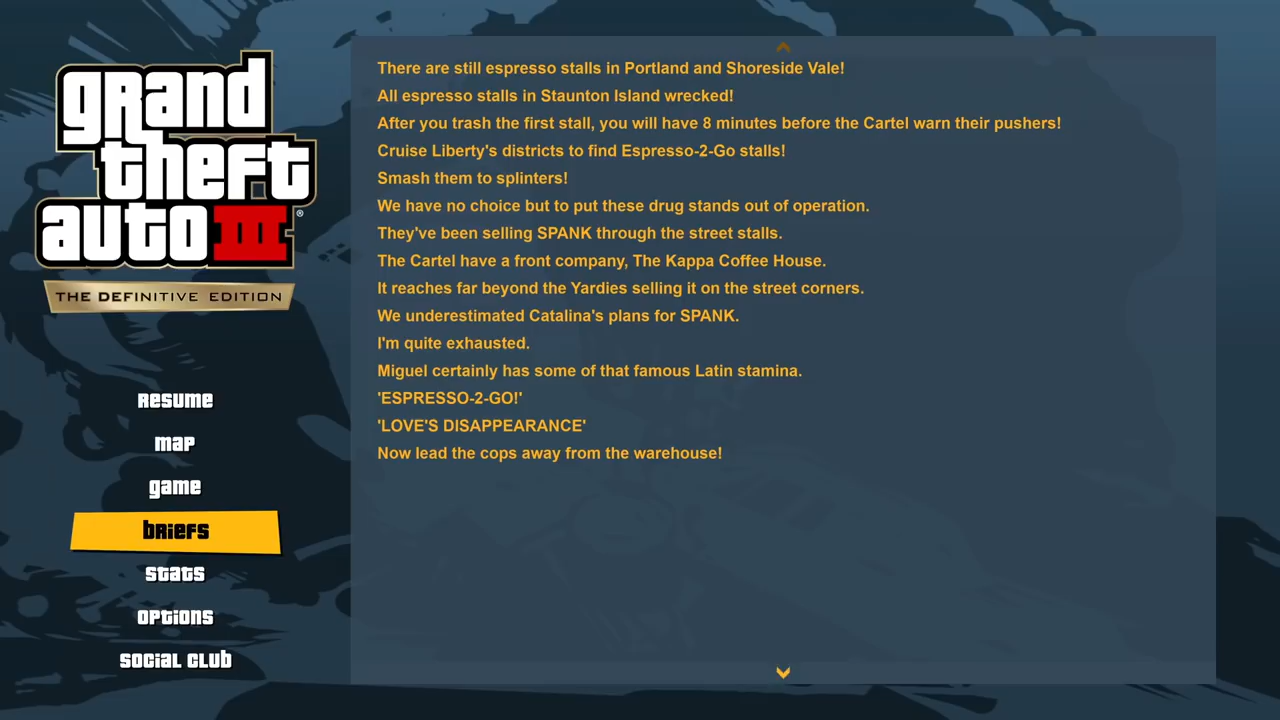 grand
theft
auto III
®
THE DEFINITIVE EDITION
Resume
map
game
briefs
stats
options
social club
There are still espresso stalls in Portland and Shoreside Vale!
All espresso stalls in Staunton Island wrecked!
After you trash the first stall, you will have 8 minutes before the Cartel warn their pushers!
Cruise Liberty's districts to find Espresso-2-Go stalls!
Smash them to splinters!
We have no choice but to put these drug stands out of operation.
They've been selling SPANK through the street stalls.
The Cartel have a front company, The Kappa Coffee House.
It reaches far beyond the Yardies selling it on the street corners.
We underestimated Catalina's plans for SPANK.
I'm quite exhausted.
Miguel certainly has some of that famous Latin stamina.
'ESPRESSO-2-GO!'
'LOVE'S DISAPPEARANCE'
Now lead the cops away from the warehouse!